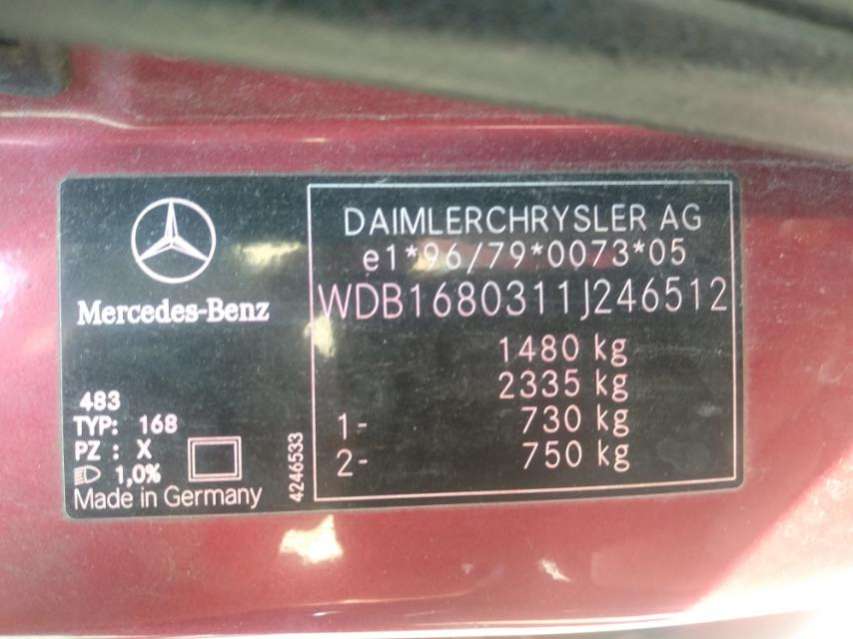 Mercedes-Benz
483
TYP: 168
PZ : X
1,0%
Made in Germany
4246533
DAIMLERCHRYSLER AG
e1*96/79*0073*05
WDB1680311J246512
1480 kg
2335 kg
1- 730 kg
2- 750 kg